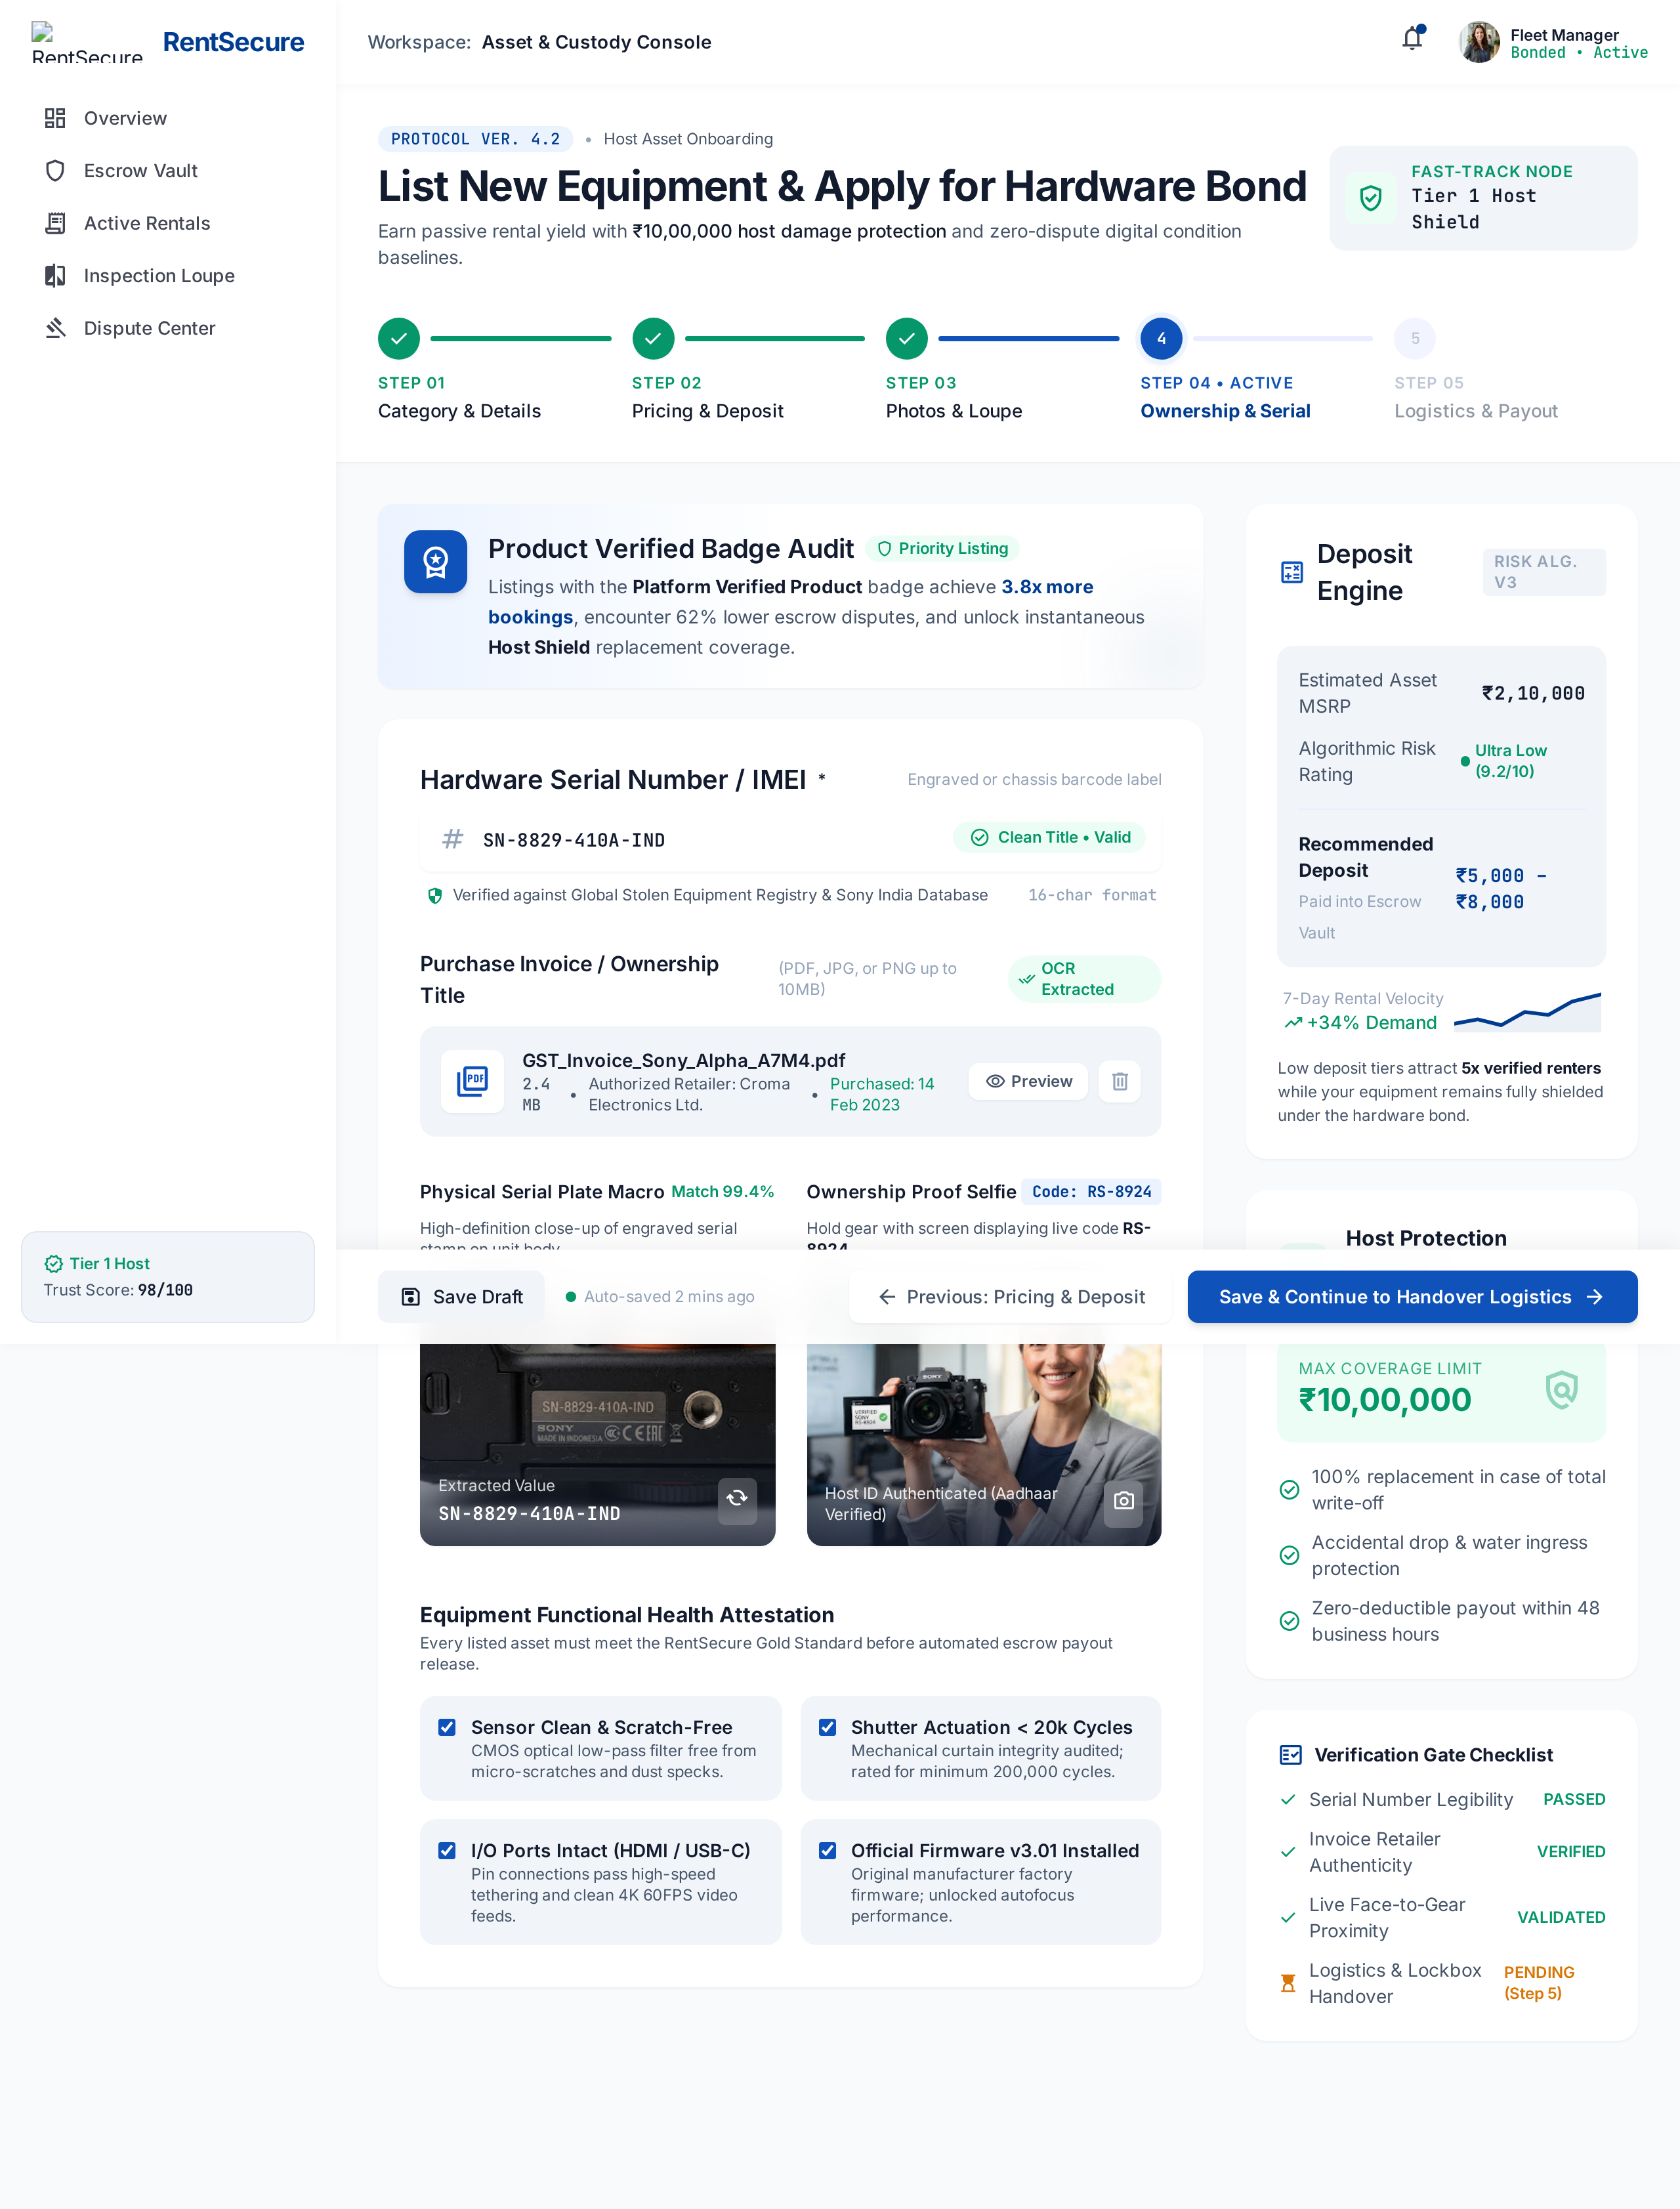 RentSecure
RentSecure
Overview
Escrow Vault
Active Rentals
Inspection Loupe
Dispute Center
Tier 1 Host
Trust Score: 98/100
Workspace: Asset & Custody Console
Fleet Manager
Bonded • Active
PROTOCOL VER. 4.2 • Host Asset Onboarding
List New Equipment & Apply for Hardware Bond
Earn passive rental yield with ₹10,00,000 host damage protection and zero-dispute digital condition
baselines.
FAST-TRACK NODE
Tier 1 Host
Shield
4
5
STEP 01
Category & Details
STEP 02
Pricing & Deposit
STEP 03
Photos & Loupe
STEP 04 • ACTIVE
Ownership & Serial
STEP 05
Logistics & Payout
Product Verified Badge Audit
Priority Listing
Listings with the Platform Verified Product badge achieve 3.8x more
bookings, encounter 62% lower escrow disputes, and unlock instantaneous
Host Shield replacement coverage.
Hardware Serial Number / IMEI *
Engraved or chassis barcode label
# SN-8829-410A-IND
Clean Title • Valid
Verified against Global Stolen Equipment Registry & Sony India Database
16-char format
Purchase Invoice / Ownership
Title
(PDF, JPG, or PNG up to
10MB)
OCR
Extracted
PDF
GST_Invoice_Sony_Alpha_A7M4.pdf
2.4
MB
•
Authorized Retailer: Croma
Electronics Ltd.
•
Purchased: 14
Feb 2023
Preview
Physical Serial Plate Macro Match 99.4%
High-definition close-up of engraved serial
stamp on unit body.
Ownership Proof Selfie Code: RS-8924
Hold gear with screen displaying live code RS-
8924
Save Draft
Auto-saved 2 mins ago
Previous: Pricing & Deposit
Save & Continue to Handover Logistics
SN-8829-410A-IND
SONY
MADE IN INDONESIA
Extracted Value
SN-8829-410A-IND
SONY
VERIFIED
SONY
RS-8924
Host ID Authenticated (Aadhaar
Verified)
Equipment Functional Health Attestation
Every listed asset must meet the RentSecure Gold Standard before automated escrow payout
release.
Sensor Clean & Scratch-Free
CMOS optical low-pass filter free from
micro-scratches and dust specks.
Shutter Actuation < 20k Cycles
Mechanical curtain integrity audited;
rated for minimum 200,000 cycles.
I/O Ports Intact (HDMI / USB-C)
Pin connections pass high-speed
tethering and clean 4K 60FPS video
feeds.
Official Firmware v3.01 Installed
Original manufacturer factory
firmware; unlocked autofocus
performance.
Deposit
Engine
RISK ALG.
V3
Estimated Asset
MSRP
₹2,10,000
Algorithmic Risk
Rating
Ultra Low
(9.2/10)
Recommended
Deposit
Paid into Escrow
Vault
₹5,000 –
₹8,000
7-Day Rental Velocity
+34% Demand
Low deposit tiers attract 5x verified renters
while your equipment remains fully shielded
under the hardware bond.
Host Protection
MAX COVERAGE LIMIT
₹10,00,000
100% replacement in case of total
write-off
Accidental drop & water ingress
protection
Zero-deductible payout within 48
business hours
Verification Gate Checklist
Serial Number Legibility PASSED
Invoice Retailer
Authenticity
VERIFIED
Live Face-to-Gear
Proximity
VALIDATED
Logistics & Lockbox
Handover
PENDING
(Step 5)